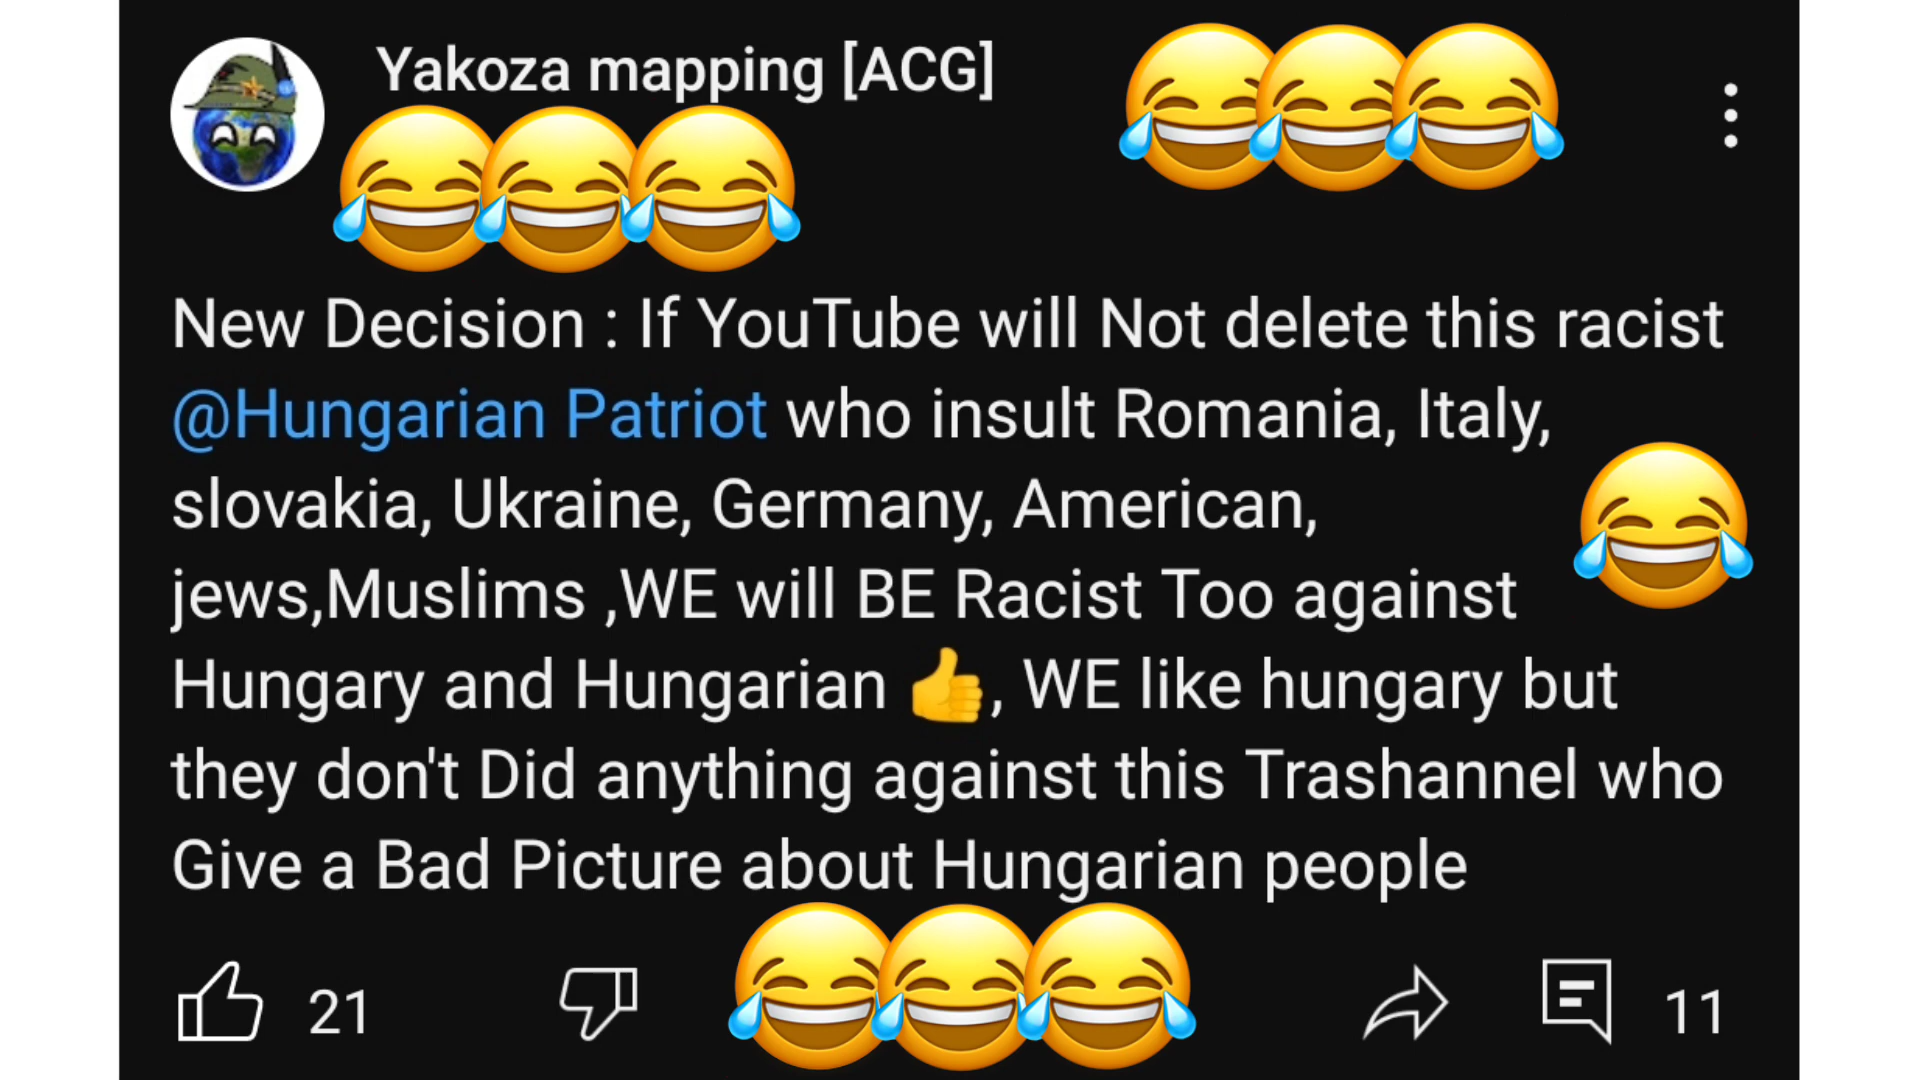 Yakoza mapping [ACG]
New Decision : If YouTube will Not delete this racist
@Hungarian Patriot who insult Romania, Italy,
slovakia, Ukraine, Germany, American,
jews,Muslims ,WE will BE Racist Too against
Hungary and Hungarian 👍, WE like hungary but
they don't Did anything against this Trashannel who
Give a Bad Picture about Hungarian people
21
11